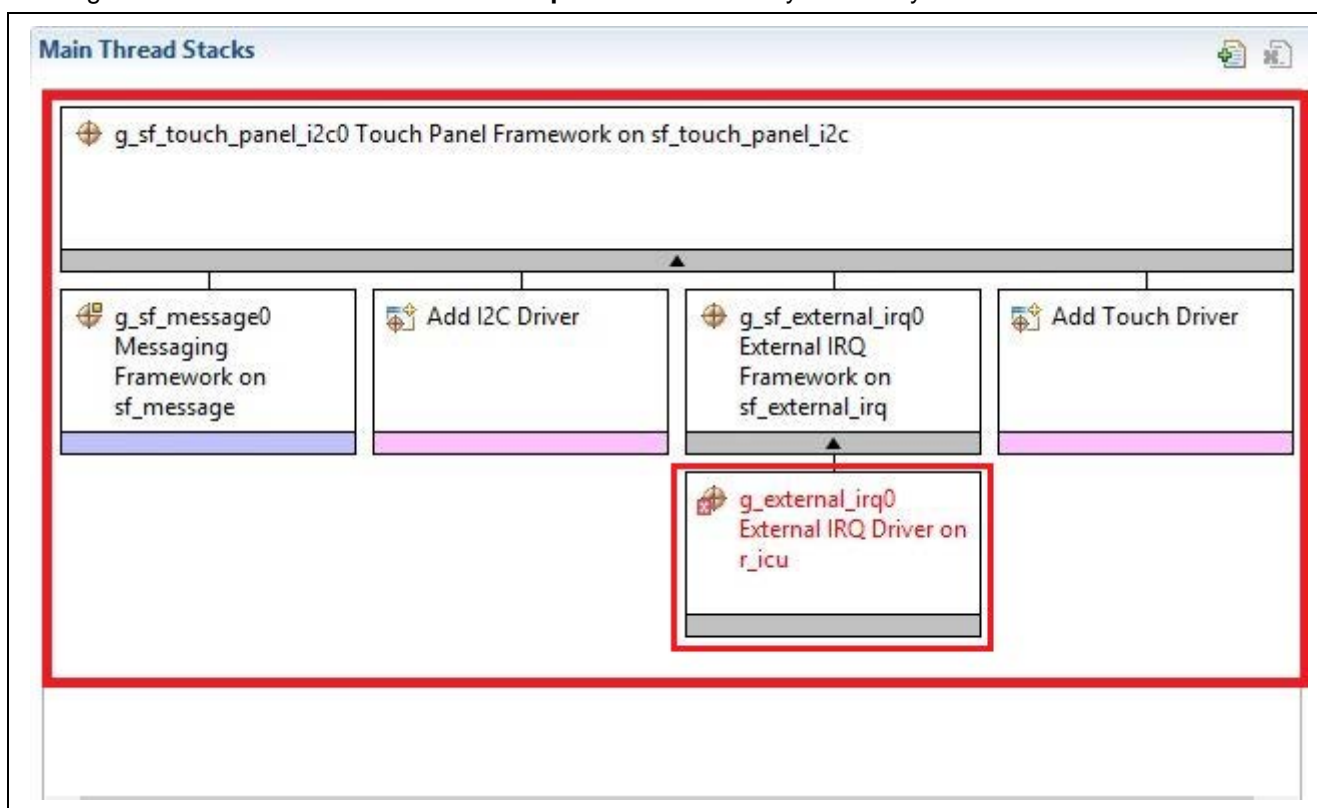 Main Thread Stacks
g_sf_touch_panel_i2c0 Touch Panel Framework on sf_touch_panel_i2c
g_sf_message0
Messaging
Framework on
sf_message
Add I2C Driver
g_sf_external_irq0
External IRQ
Framework on
sf_external_irq
Add Touch Driver
g_external_irq0
External IRQ Driver on
r_icu